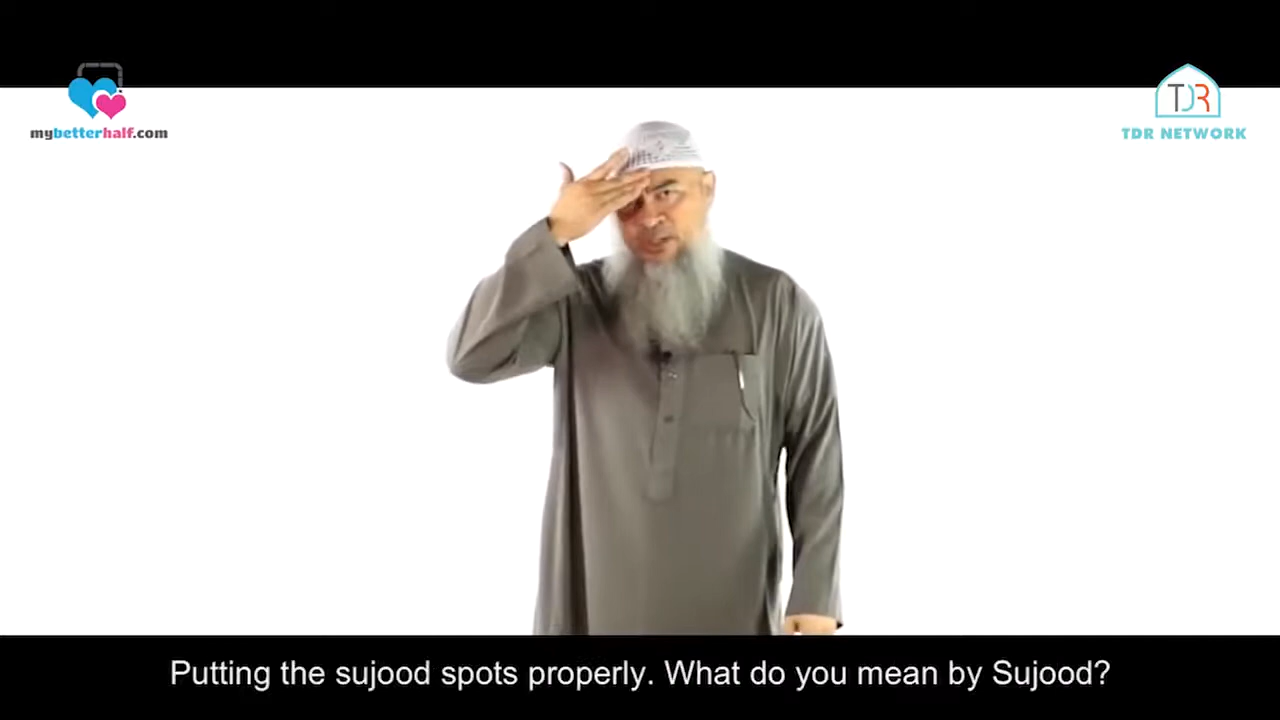 mybetterhalf.com
TDR
TDR NETWORK
Putting the sujood spots properly. What do you mean by Sujood?